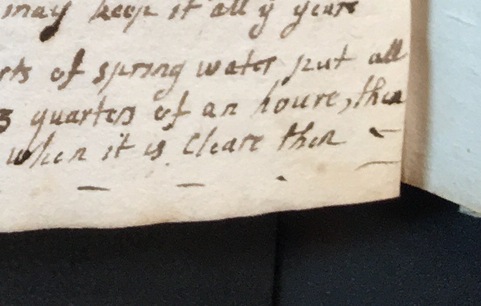 may keep it all ye yeare
rts of spring water put all
3 quarters of an houre, then
when it is Cleare then